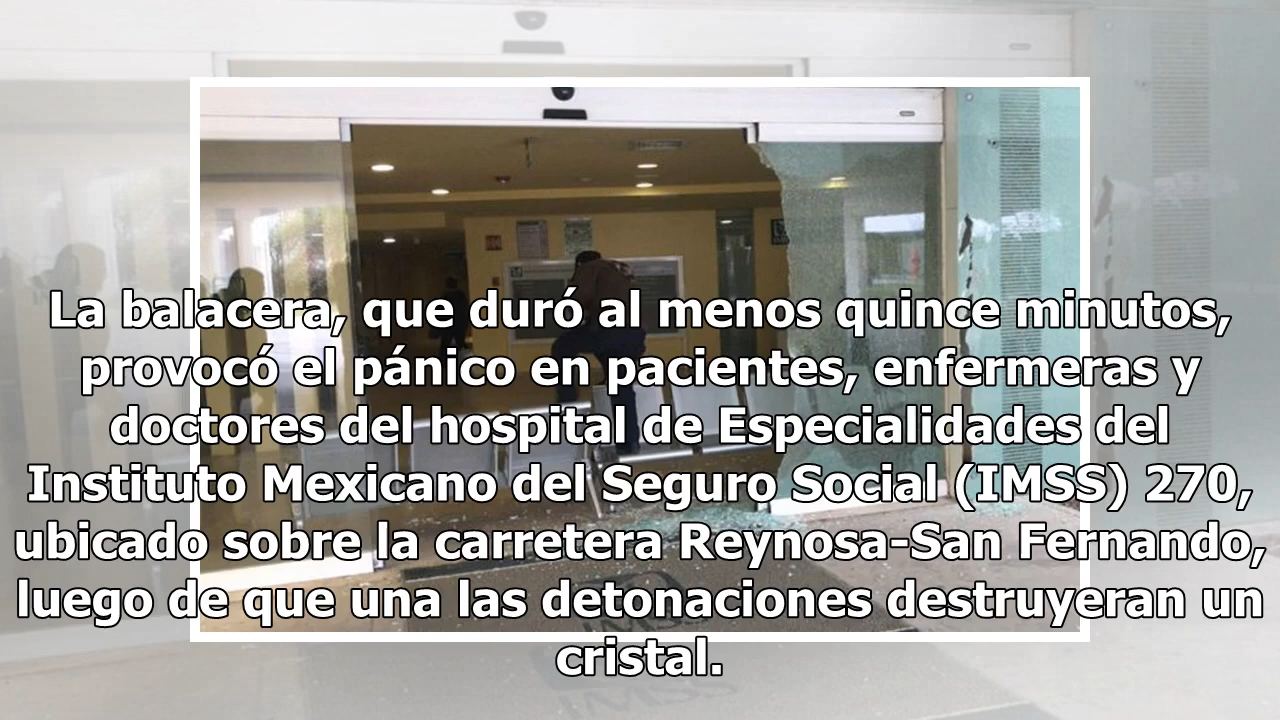 La balacera, que duró al menos quince minutos,
provocó el pánico en pacientes, enfermeras y
doctores del hospital de Especialidades del
Instituto Mexicano del Seguro Social (IMSS) 270,
ubicado sobre la carretera Reynosa-San Fernando,
luego de que una las detonaciones destruyeran un
cristal.
IMSS